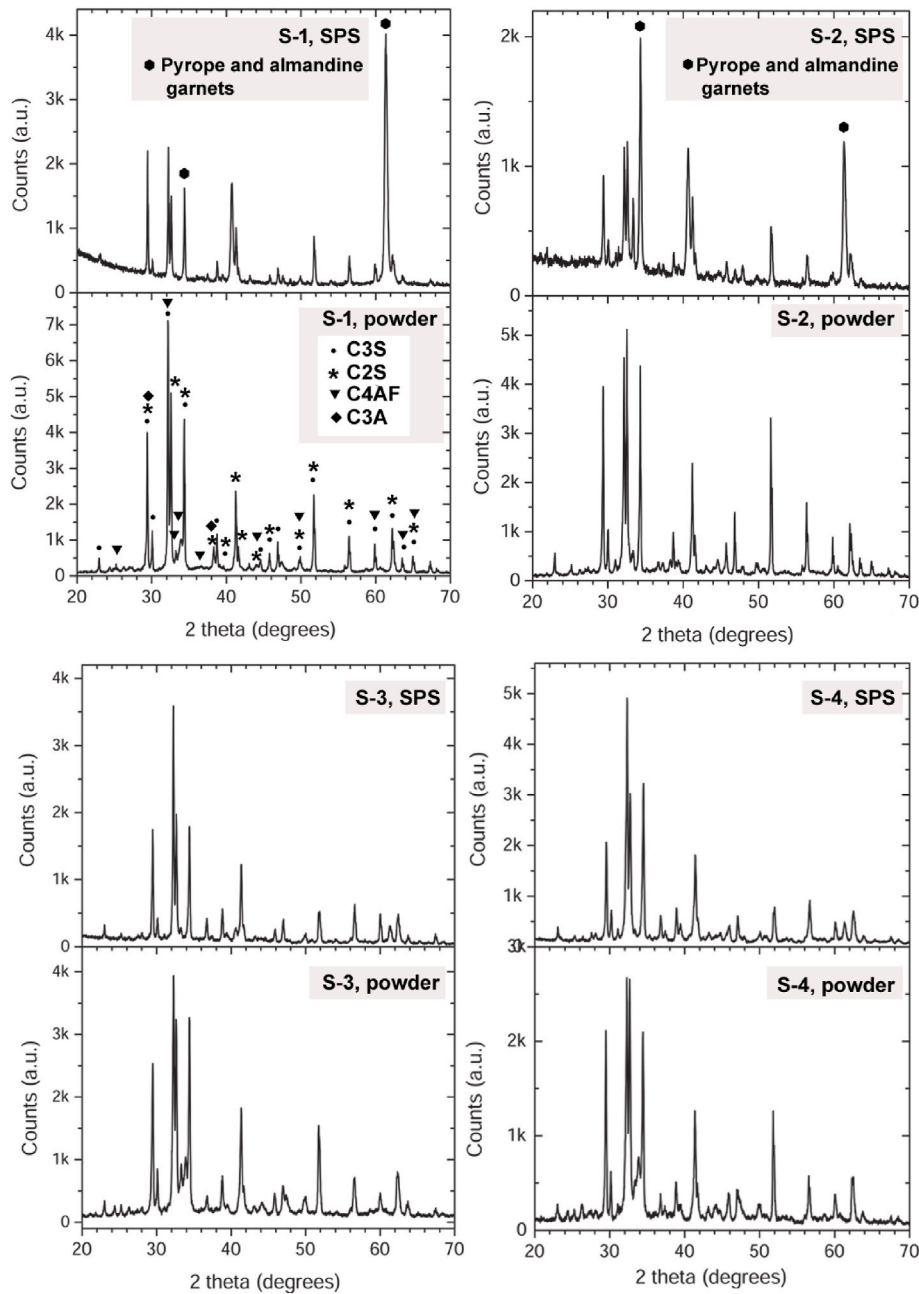 S-1, SPS
⬢ Pyrope and almandine
garnets
Counts (a.u.)
4k
3k
2k
1k
0
S-1, powder
• C3S
* C2S
▼ C4AF
◆ C3A
Counts (a.u.)
7k
6k
5k
4k
3k
2k
1k
0
20 30 40 50 60 70
2 theta (degrees)
S-2, SPS
⬢ Pyrope and almandine
garnets
Counts (a.u.)
2k
1k
0
S-2, powder
Counts (a.u.)
5k
4k
3k
2k
1k
0
20 30 40 50 60 70
2 theta (degrees)
S-3, SPS
Counts (a.u.)
4k
3k
2k
1k
0
S-3, powder
Counts (a.u.)
4k
3k
2k
1k
0
20 30 40 50 60 70
2 theta (degrees)
S-4, SPS
Counts (a.u.)
5k
4k
3k
2k
1k
S-4, powder
Counts (a.u.)
2k
1k
0
20 30 40 50 60 70
2 theta (degrees)